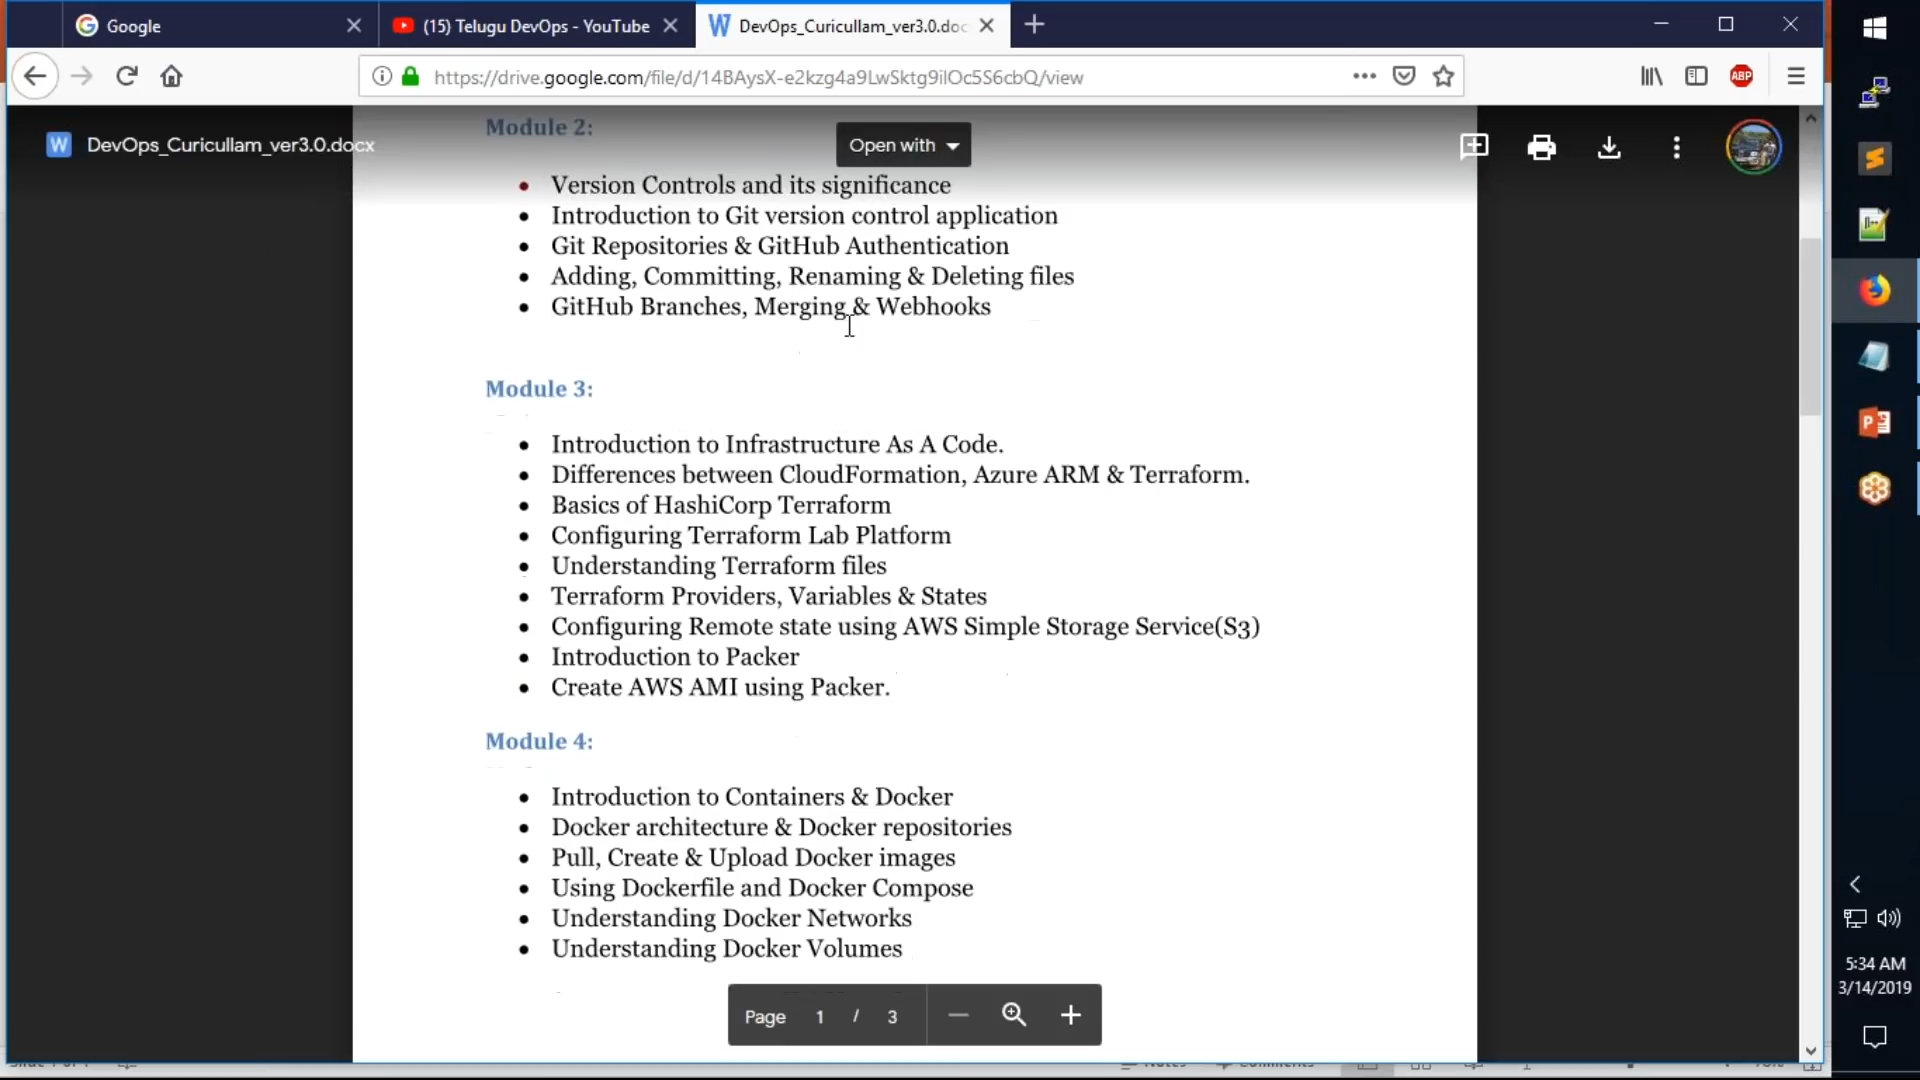 Google
(15) Telugu DevOps - YouTube
DevOps_Curicullam_ver3.0.doc
https://drive.google.com/file/d/14BAysX-e2kzg4a9LwSktg9ilOc5S6cbQ/view
ABP
DevOps_Curicullam_ver3.0.docx
Open with
Module 2:
• Version Controls and its significance
• Introduction to Git version control application
• Git Repositories & GitHub Authentication
• Adding, Committing, Renaming & Deleting files
• GitHub Branches, Merging & Webhooks
Module 3:
• Introduction to Infrastructure As A Code.
• Differences between CloudFormation, Azure ARM & Terraform.
• Basics of HashiCorp Terraform
• Configuring Terraform Lab Platform
• Understanding Terraform files
• Terraform Providers, Variables & States
• Configuring Remote state using AWS Simple Storage Service(S3)
• Introduction to Packer
• Create AWS AMI using Packer.
Module 4:
• Introduction to Containers & Docker
• Docker architecture & Docker repositories
• Pull, Create & Upload Docker images
• Using Dockerfile and Docker Compose
• Understanding Docker Networks
• Understanding Docker Volumes
Page 1 / 3
5:34 AM
3/14/2019